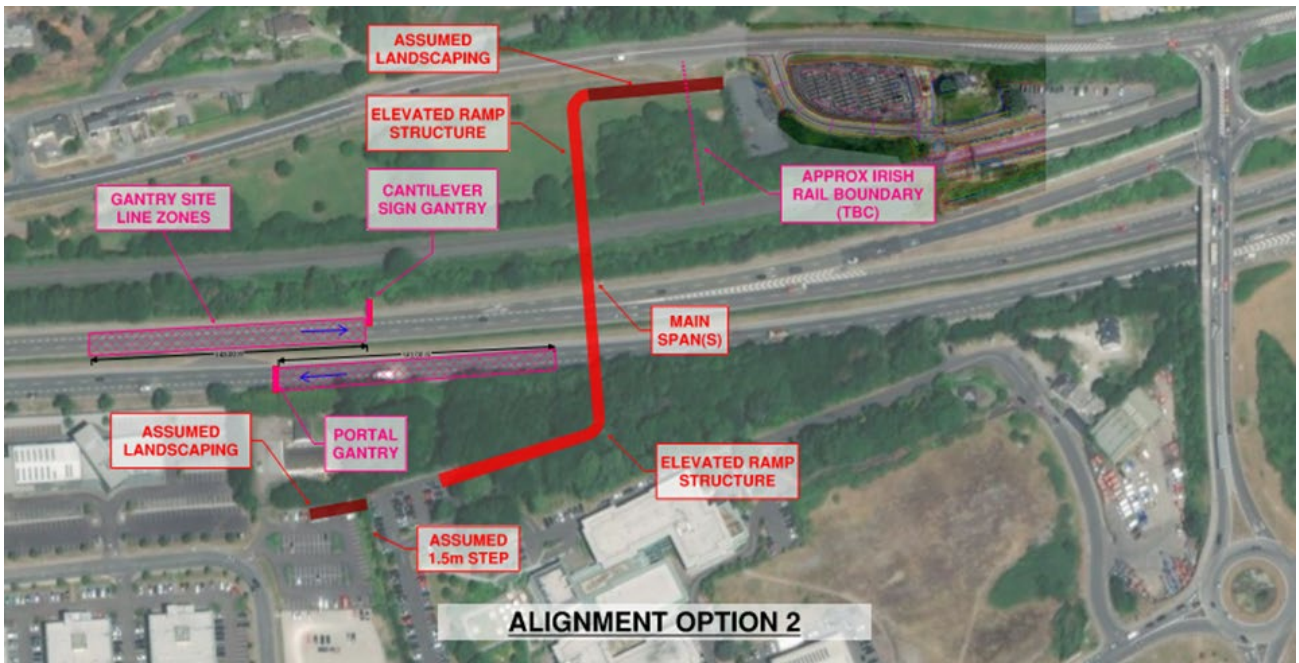 ASSUMED
LANDSCAPING
ELEVATED RAMP
STRUCTURE
CANTILEVER
SIGN GANTRY
GANTRY SITE
LINE ZONES
APPROX IRISH
RAIL BOUNDARY
(TBC)
MAIN
SPAN(S)
ASSUMED
LANDSCAPING
PORTAL
GANTRY
ELEVATED RAMP
STRUCTURE
ASSUMED
1.5m STEP
ALIGNMENT OPTION 2